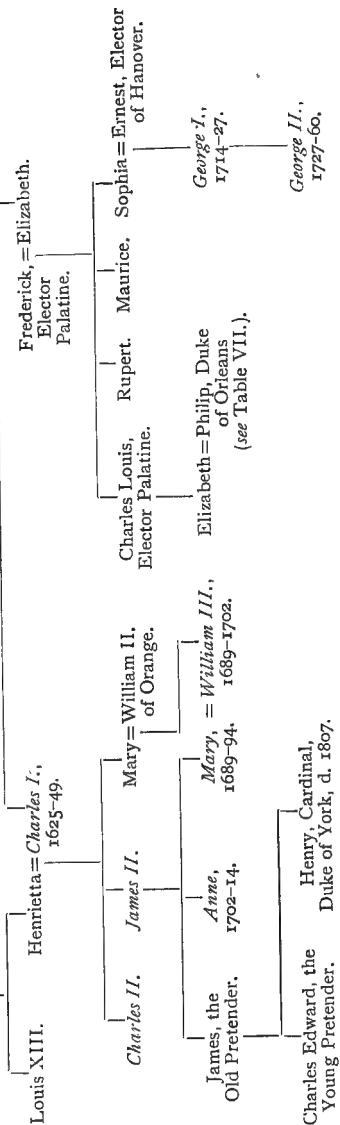 Louis XIII.
Henrietta = Charles I.,
1625–49.
Frederick, = Elizabeth.
Elector
Palatine.
Charles II.
James II.
Mary = William II.
of Orange.
Charles Louis,
Elector Palatine.
Rupert.
Maurice.
Sophia = Ernest, Elector
of Hanover.
James, the
Old Pretender.
Anne,
1702–14.
Mary, = William III.,
1689–94.
1689–1702.
Elizabeth = Philip, Duke
of Orleans
(see Table VII.).
George I.,
1714–27.
Charles Edward, the
Young Pretender.
Henry, Cardinal,
Duke of York, d. 1807.
George II.,
1727–60.